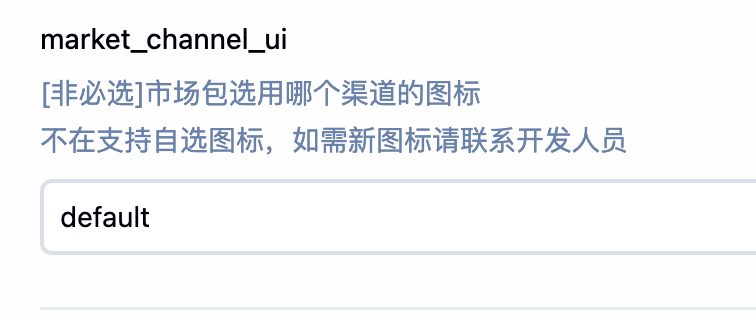 market_channel_ui
[非必选]市场包选用哪个渠道的图标
不在支持自选图标，如需新图标请联系开发人员
default